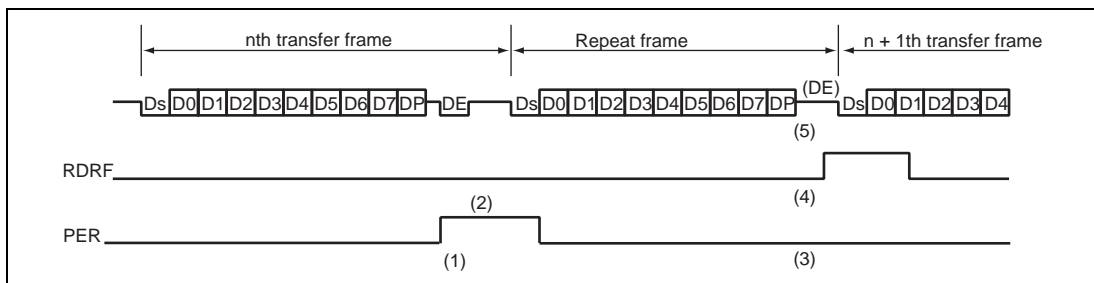 nth transfer frame Repeat frame n + 1th transfer frame
(DE)
Ds D0 D1 D2 D3 D4 D5 D6 D7 DP DE Ds D0 D1 D2 D3 D4 D5 D6 D7 DP Ds D0 D1 D2 D3 D4
(5)
RDRF
(4)
(2)
PER
(1) (3)